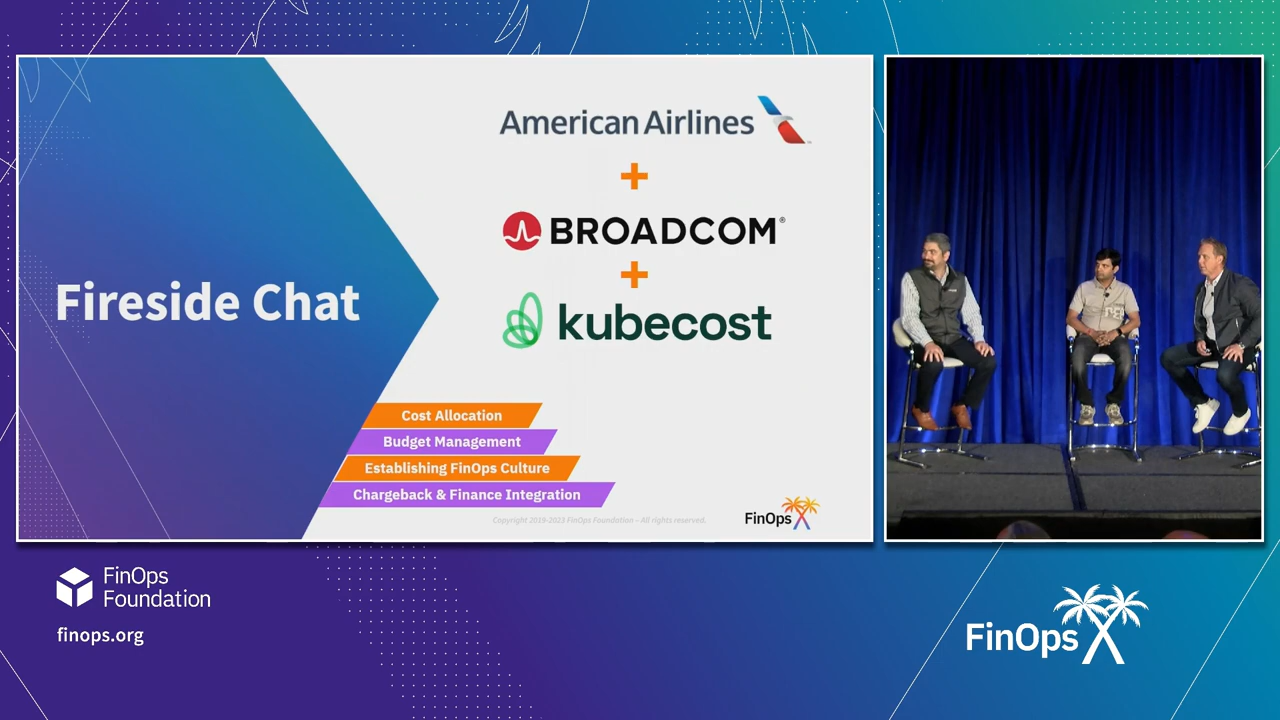 Fireside Chat
American Airlines
+
BROADCOM®
+
kubecost
Cost Allocation
Budget Management
Establishing FinOps Culture
Chargeback & Finance Integration
Copyright 2019-2023 FinOps Foundation – All rights reserved.
FinOps X
FinOps
Foundation
finops.org
FinOps X